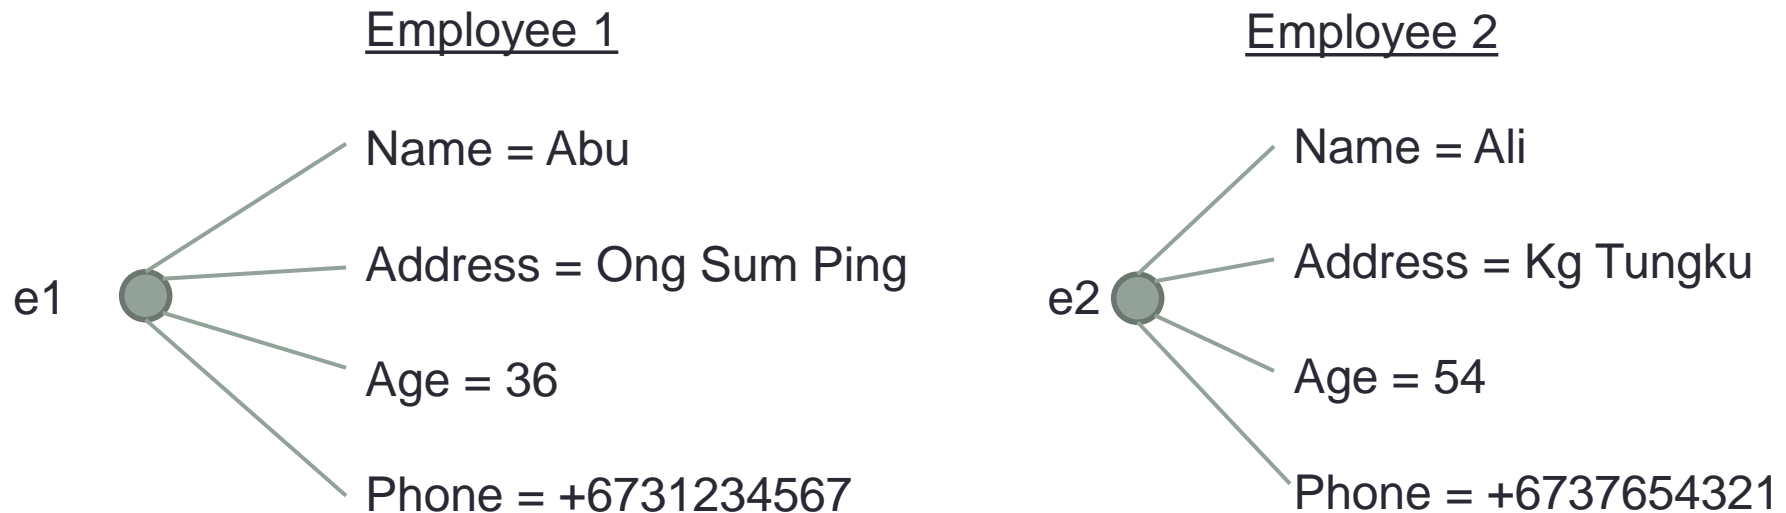 Employee 1
Name = Abu
Address = Ong Sum Ping
e1
Age = 36
Phone = +6731234567
Employee 2
Name = Ali
Address = Kg Tungku
e2
Age = 54
Phone = +6737654321